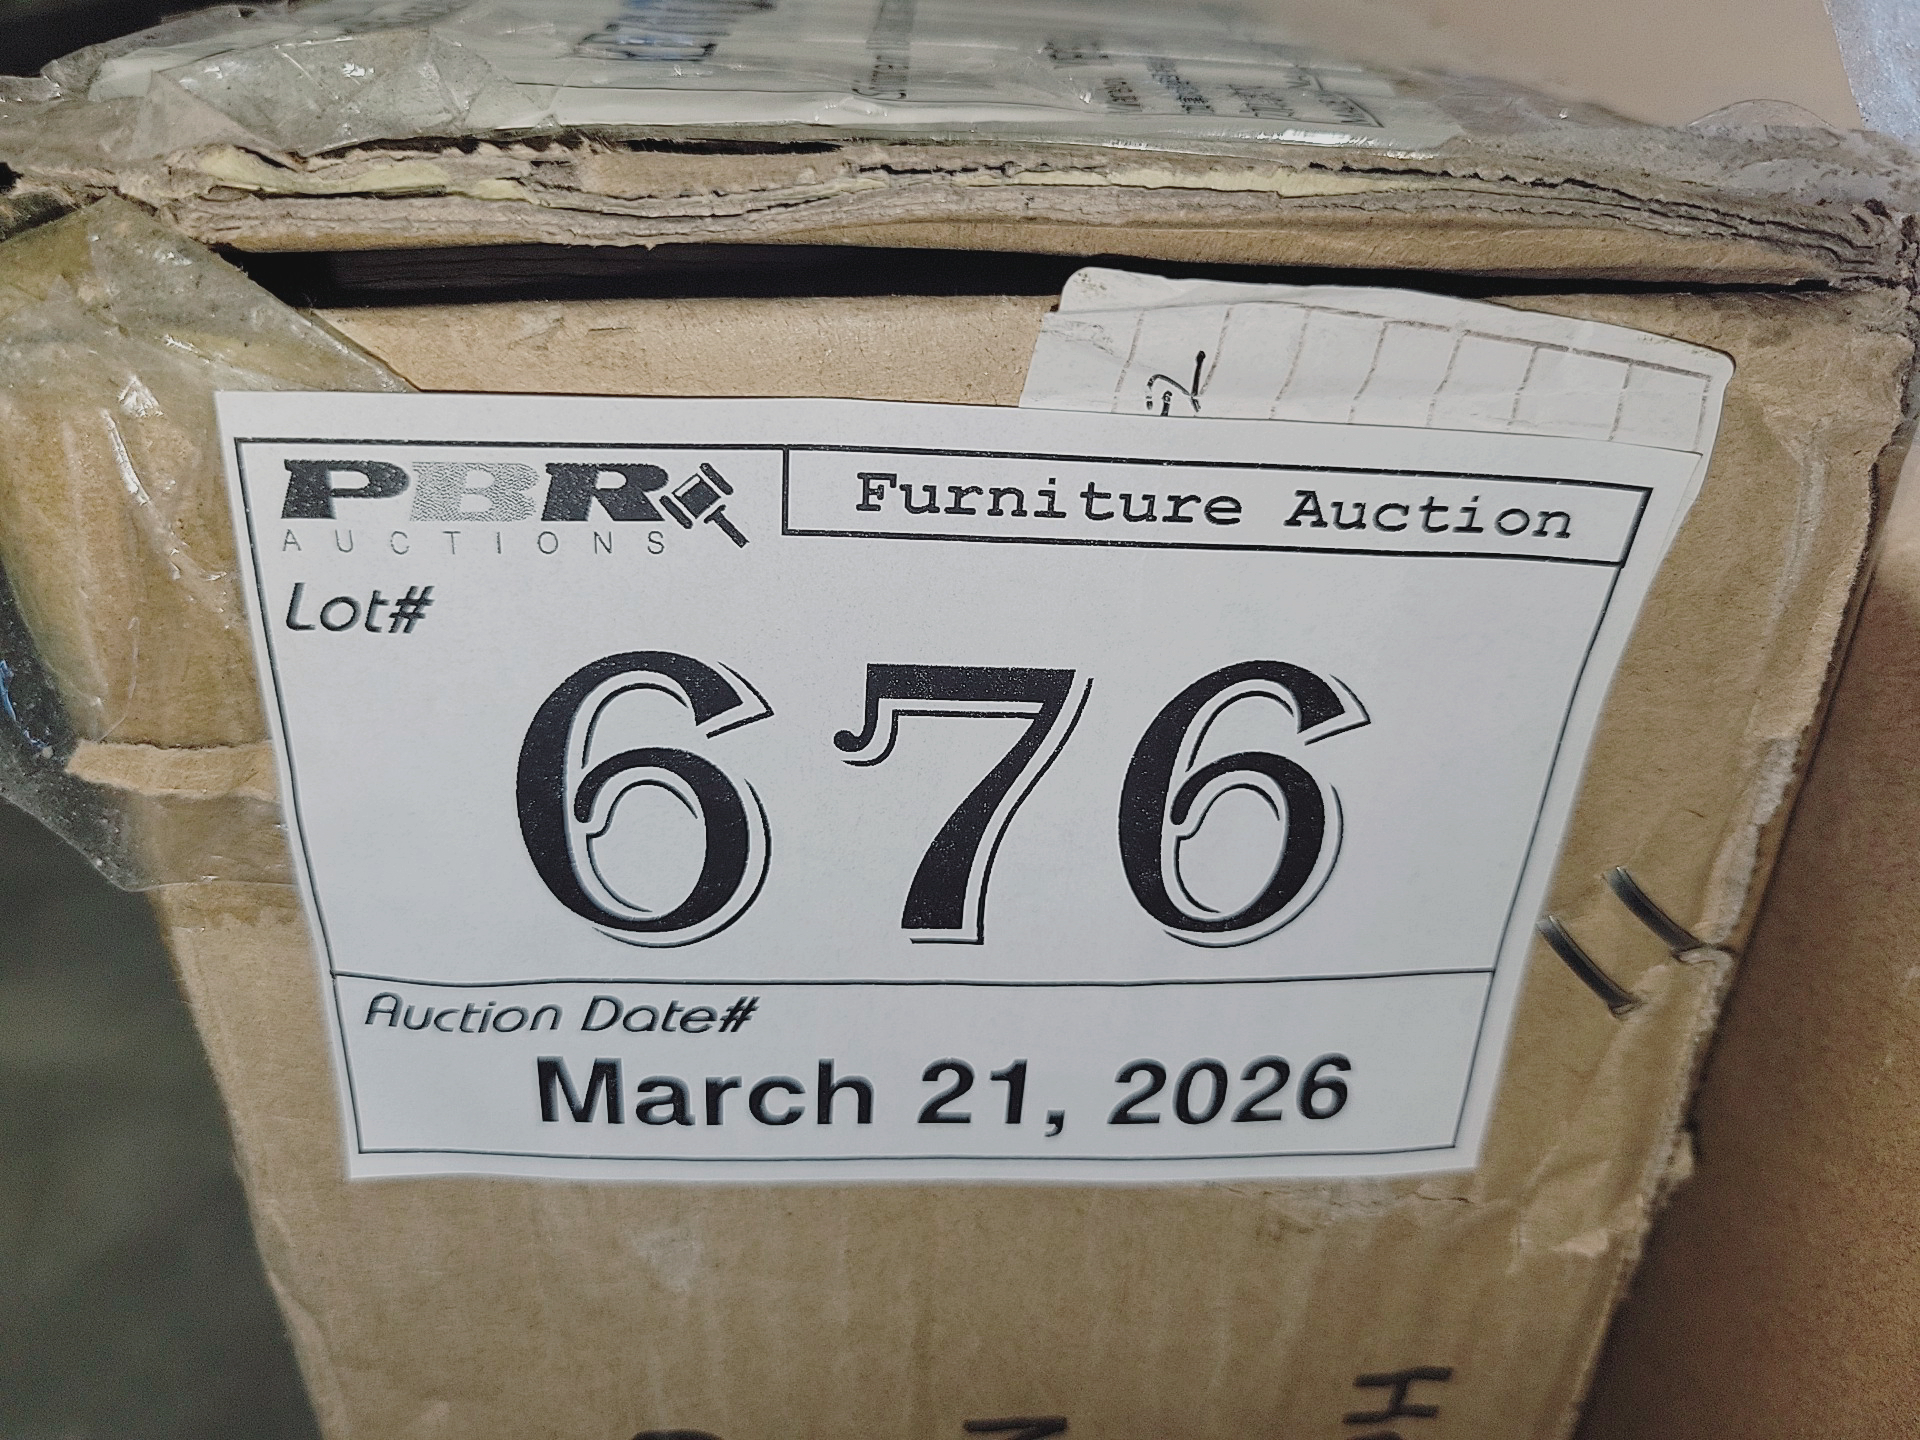 PBR
AUCTIONS
Furniture Auction
Lot#
676
Auction Date#
March 21, 2026